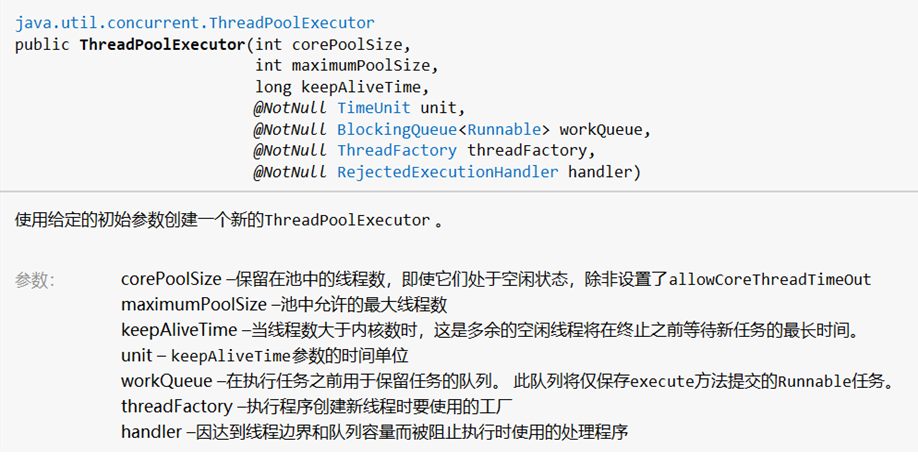 java.util.concurrent.ThreadPoolExecutor
public ThreadPoolExecutor(int corePoolSize,
int maximumPoolSize,
long keepAliveTime,
@NotNull TimeUnit unit,
@NotNull BlockingQueue<Runnable> workQueue,
@NotNull ThreadFactory threadFactory,
@NotNull RejectedExecutionHandler handler)
使用给定的初始参数创建一个新的ThreadPoolExecutor 。
参数： corePoolSize –保留在池中的线程数，即使它们处于空闲状态，除非设置了allowCoreThreadTimeOut
maximumPoolSize –池中允许的最大线程数
keepAliveTime –当线程数大于内核数时，这是多余的空闲线程将在终止之前等待新任务的最长时间。
unit – keepAliveTime参数的时间单位
workQueue –在执行任务之前用于保留任务的队列。 此队列将仅保存execute方法提交的Runnable任务。
threadFactory –执行程序创建新线程时要使用的工厂
handler –因达到线程边界和队列容量而被阻止执行时使用的处理程序